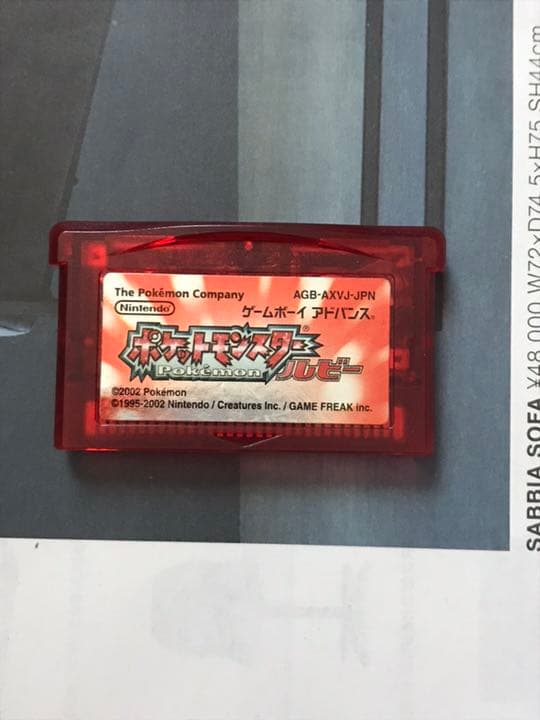 The Pokémon Company
AGB-AXVJ-JPN
Nintendo
ゲームボーイ アドバンス
ポケットモンスター®
Pokémon
ルビー
©2002 Pokémon
©1995-2002 Nintendo / Creatures Inc. / GAME FREAK inc.
SABBIA SOFA ¥48,000 W72×D74.5×H75 SH44cm